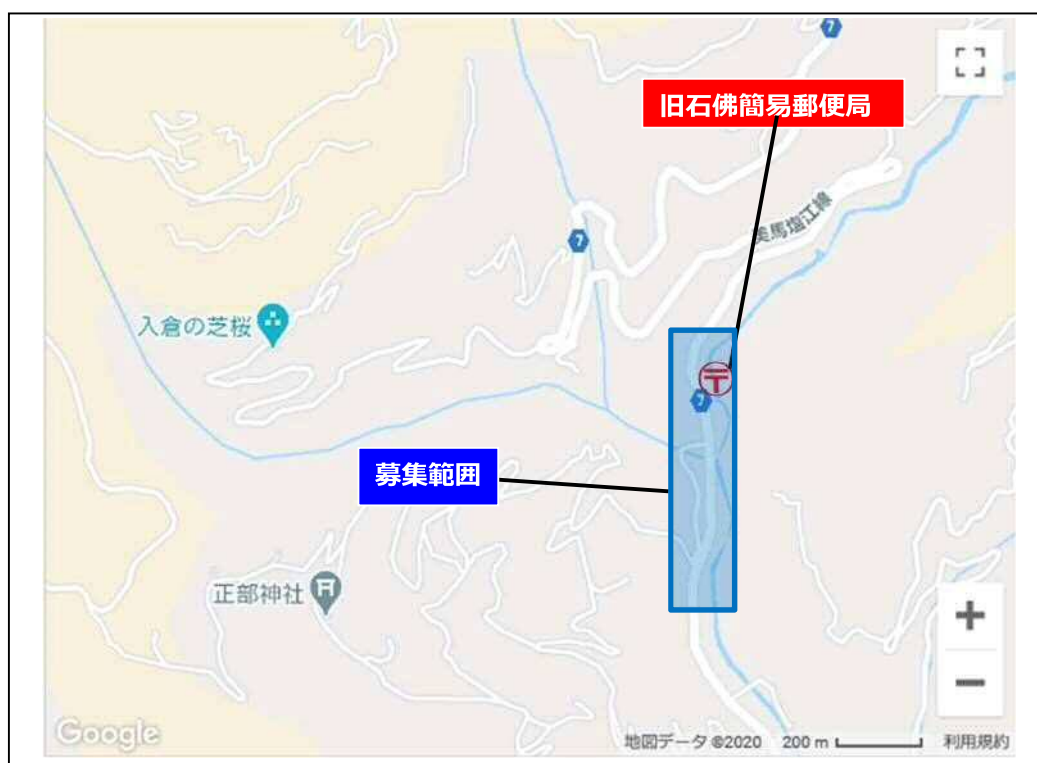 7
旧石佛簡易郵便局
美馬塩江線
7
入倉の芝桜
〒
7
募集範囲
正部神社
+
−
Google
地図データ ©2020 200 m 利用規約